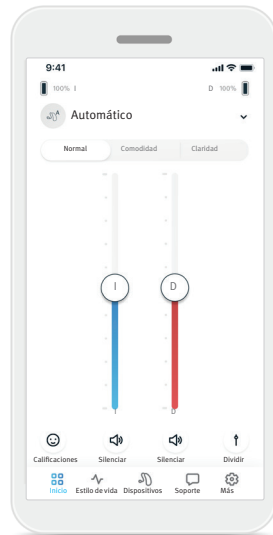 9:41
100% I D 100%
Automático
Normal Comodidad Claridad
I D
I D
Calificaciones Silenciar Silenciar Dividir
Inicio Estilo de vida Dispositivos Soporte Más